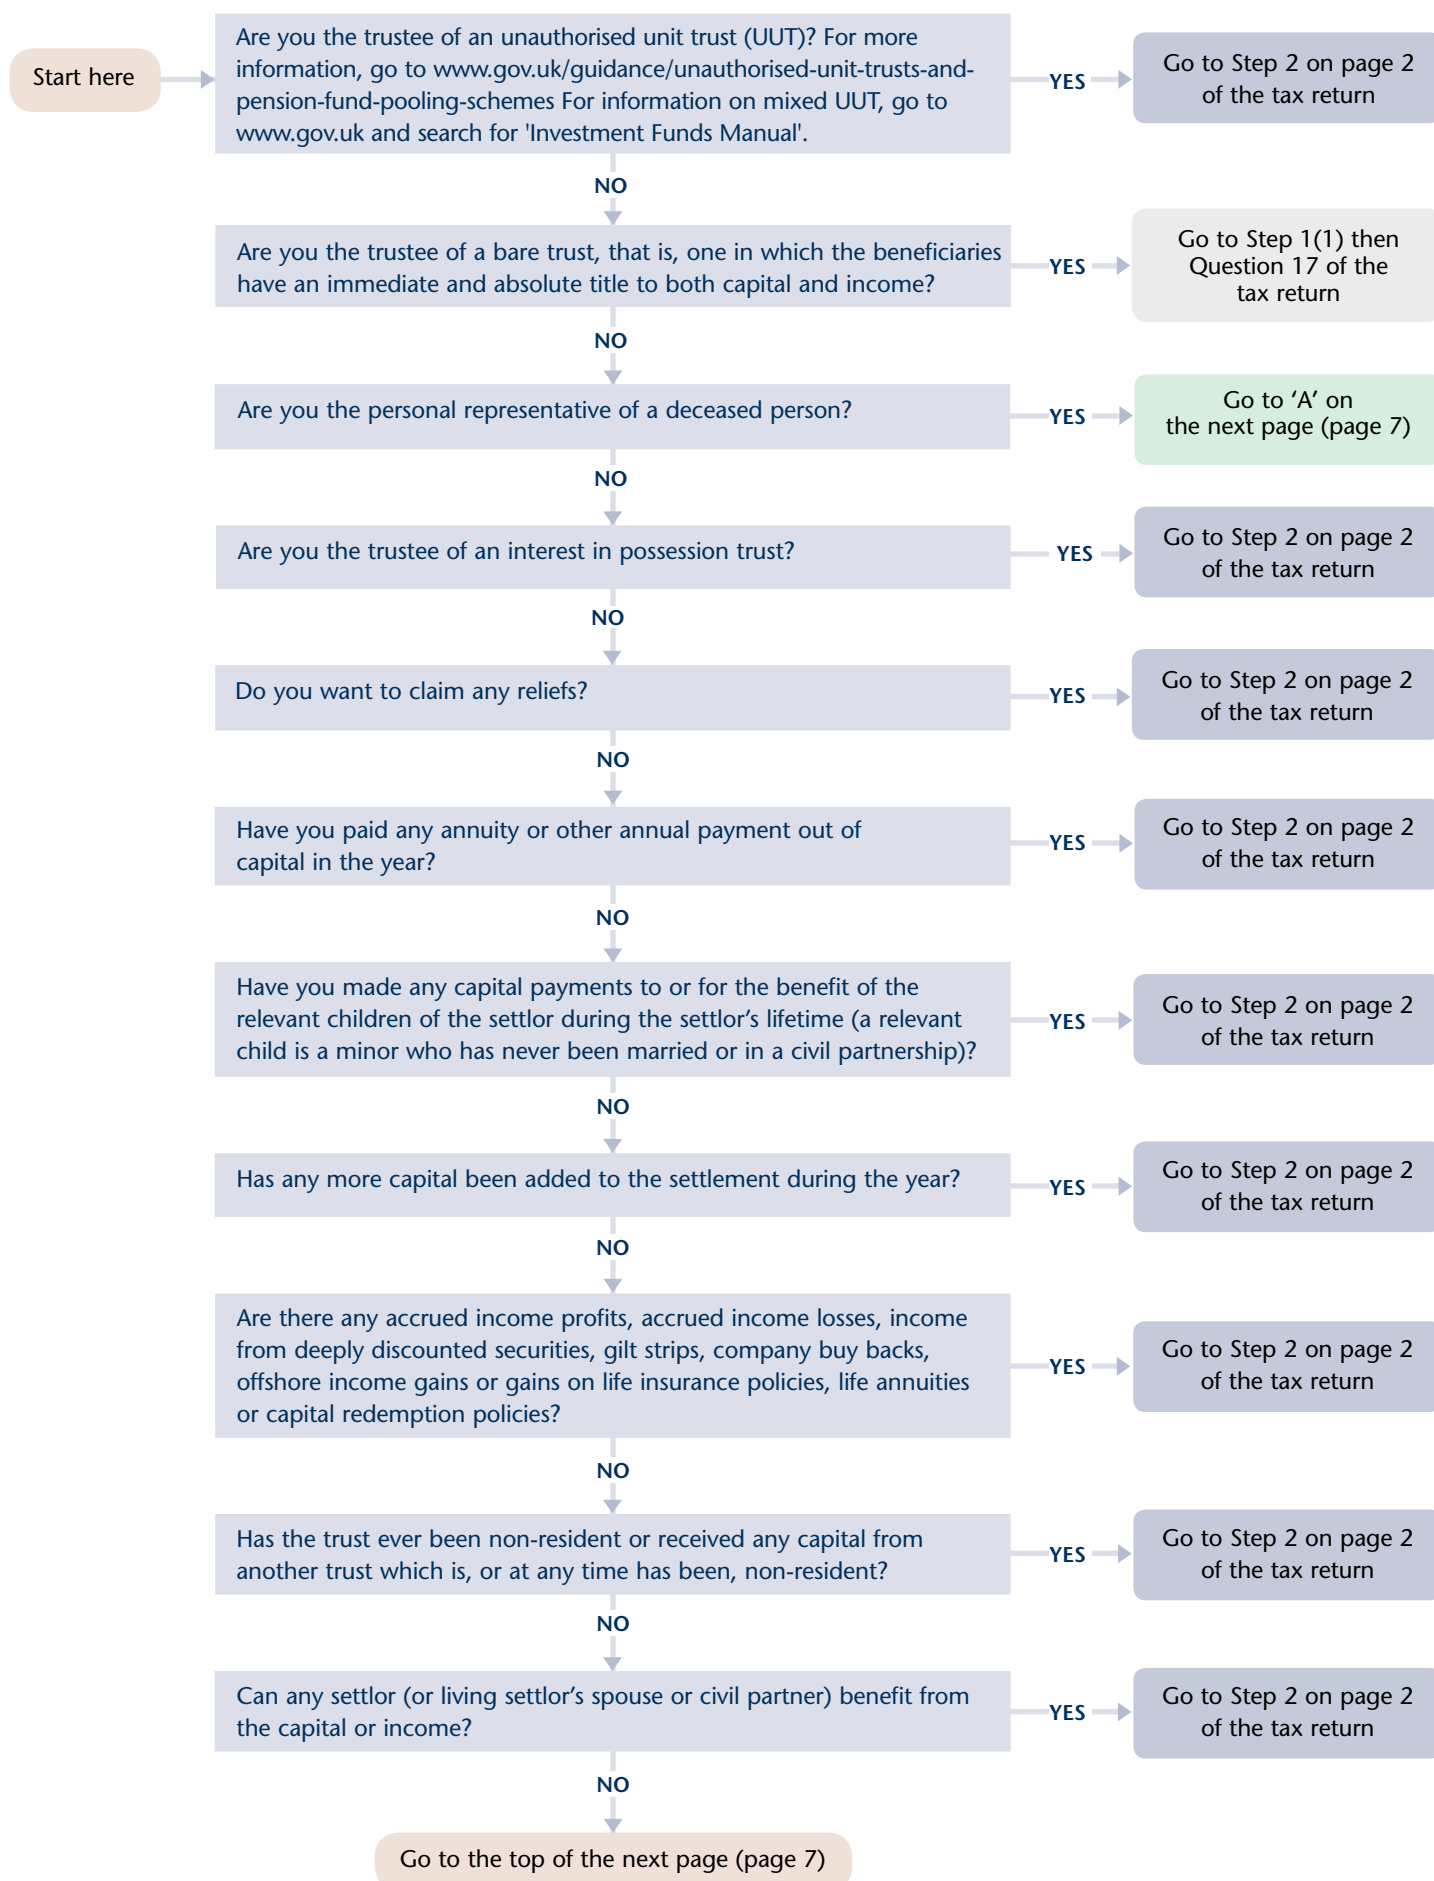 Start here
Are you the trustee of an unauthorised unit trust (UUT)? For more
information, go to www.gov.uk/guidance/unauthorised-unit-trusts-and-
pension-fund-pooling-schemes For information on mixed UUT, go to
www.gov.uk and search for 'Investment Funds Manual'.
YES
Go to Step 2 on page 2
of the tax return
NO
Are you the trustee of a bare trust, that is, one in which the beneficiaries
have an immediate and absolute title to both capital and income?
YES
Go to Step 1(1) then
Question 17 of the
tax return
NO
Are you the personal representative of a deceased person?
YES
Go to ‘A’ on
the next page (page 7)
NO
Are you the trustee of an interest in possession trust?
YES
Go to Step 2 on page 2
of the tax return
NO
Do you want to claim any reliefs?
YES
Go to Step 2 on page 2
of the tax return
NO
Have you paid any annuity or other annual payment out of
capital in the year?
YES
Go to Step 2 on page 2
of the tax return
NO
Have you made any capital payments to or for the benefit of the
relevant children of the settlor during the settlor’s lifetime (a relevant
child is a minor who has never been married or in a civil partnership)?
YES
Go to Step 2 on page 2
of the tax return
NO
Has any more capital been added to the settlement during the year?
YES
Go to Step 2 on page 2
of the tax return
NO
Are there any accrued income profits, accrued income losses, income
from deeply discounted securities, gilt strips, company buy backs,
offshore income gains or gains on life insurance policies, life annuities
or capital redemption policies?
YES
Go to Step 2 on page 2
of the tax return
NO
Has the trust ever been non-resident or received any capital from
another trust which is, or at any time has been, non-resident?
YES
Go to Step 2 on page 2
of the tax return
NO
Can any settlor (or living settlor’s spouse or civil partner) benefit from
the capital or income?
YES
Go to Step 2 on page 2
of the tax return
NO
Go to the top of the next page (page 7)